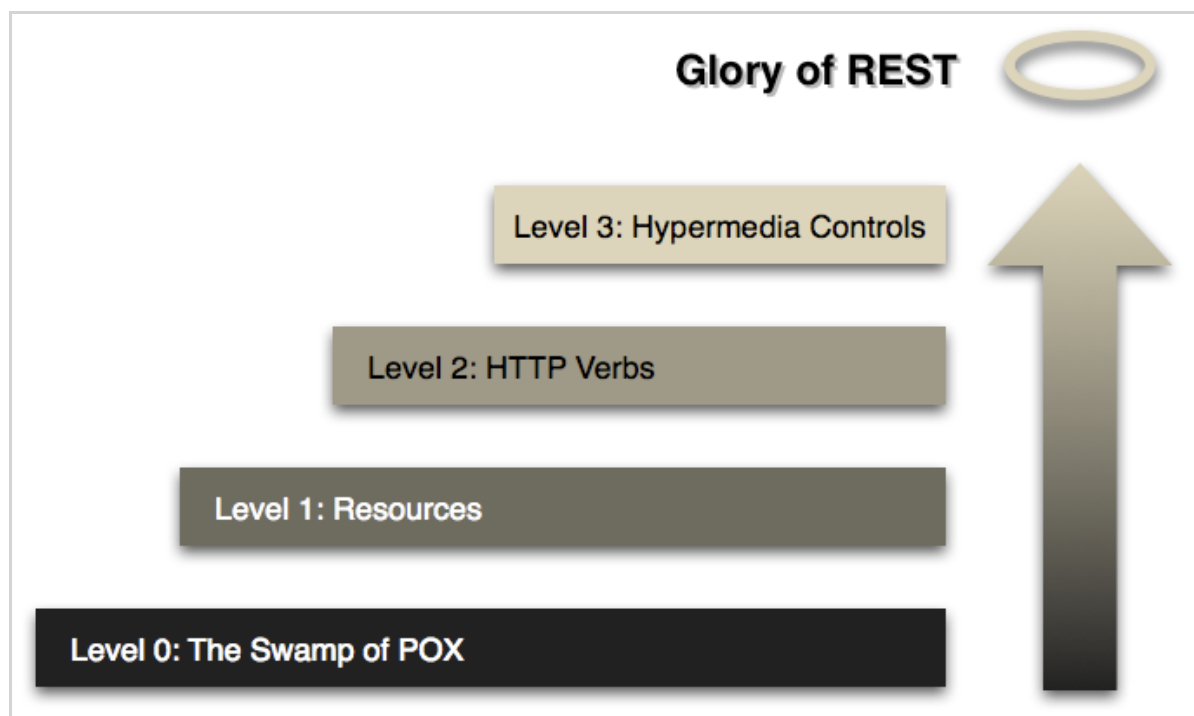 Glory of REST
Level 3: Hypermedia Controls
Level 2: HTTP Verbs
Level 1: Resources
Level 0: The Swamp of POX